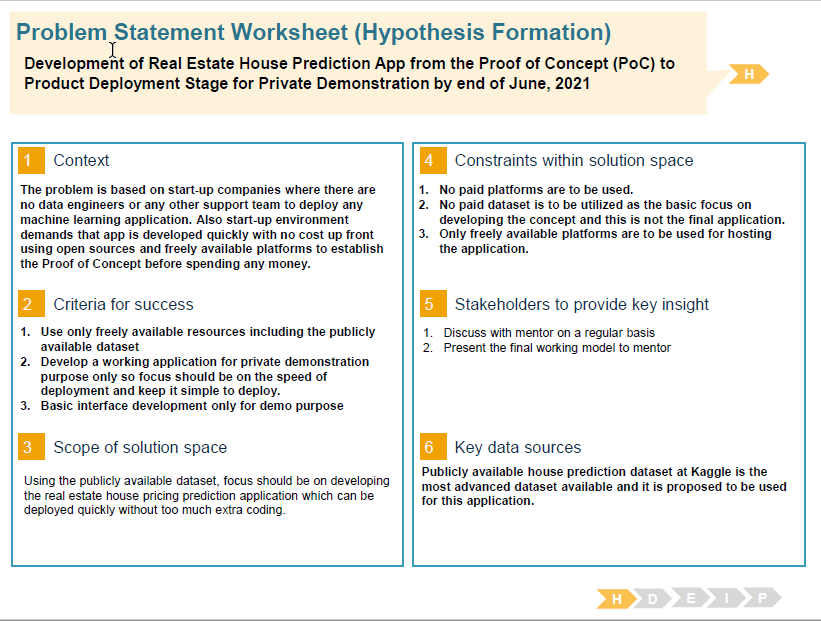 Problem Statement Worksheet (Hypothesis Formation)
Development of Real Estate House Prediction App from the Proof of Concept (PoC) to
Product Deployment Stage for Private Demonstration by end of June, 2021
H
1 Context
The problem is based on start-up companies where there are
no data engineers or any other support team to deploy any
machine learning application. Also start-up environment
demands that app is developed quickly with no cost up front
using open sources and freely available platforms to establish
the Proof of Concept before spending any money.
2 Criteria for success
1. Use only freely available resources including the publicly
available dataset
2. Develop a working application for private demonstration
purpose only so focus should be on the speed of
deployment and keep it simple to deploy.
3. Basic interface development only for demo purpose
3 Scope of solution space
Using the publicly available dataset, focus should be on developing
the real estate house pricing prediction application which can be
deployed quickly without too much extra coding.
4 Constraints within solution space
1. No paid platforms are to be used.
2. No paid dataset is to be utilized as the basic focus on
developing the concept and this is not the final application.
3. Only freely available platforms are to be used for hosting
the application.
5 Stakeholders to provide key insight
1. Discuss with mentor on a regular basis
2. Present the final working model to mentor
6 Key data sources
Publicly available house prediction dataset at Kaggle is the
most advanced dataset available and it is proposed to be used
for this application.
H D E I P